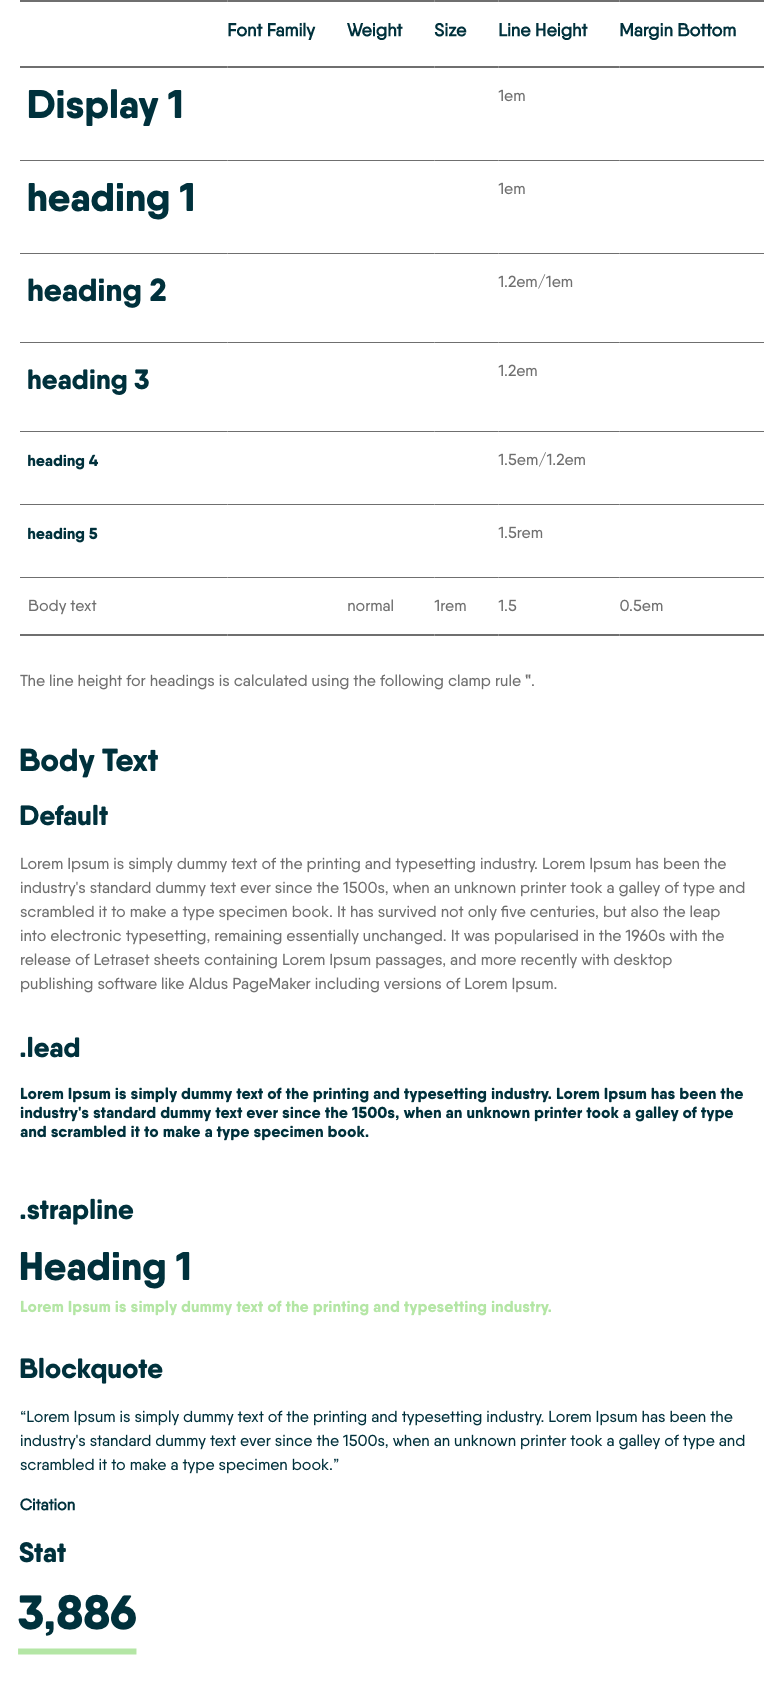 Font Family Weight Size Line Height Margin Bottom
Display 1 1em
heading 1 1em
heading 2 1.2em/1em
heading 3 1.2em
heading 4 1.5em/1.2em
heading 5 1.5rem
Body text normal 1rem 1.5 0.5em
The line height for headings is calculated using the following clamp rule ".
Body Text
Default
Lorem Ipsum is simply dummy text of the printing and typesetting industry. Lorem Ipsum has been the
industry's standard dummy text ever since the 1500s, when an unknown printer took a galley of type and
scrambled it to make a type specimen book. It has survived not only five centuries, but also the leap
into electronic typesetting, remaining essentially unchanged. It was popularised in the 1960s with the
release of Letraset sheets containing Lorem Ipsum passages, and more recently with desktop
publishing software like Aldus PageMaker including versions of Lorem Ipsum.
.lead
Lorem Ipsum is simply dummy text of the printing and typesetting industry. Lorem Ipsum has been the
industry's standard dummy text ever since the 1500s, when an unknown printer took a galley of type
and scrambled it to make a type specimen book.
.strapline
Heading 1
Lorem Ipsum is simply dummy text of the printing and typesetting industry.
Blockquote
“Lorem Ipsum is simply dummy text of the printing and typesetting industry. Lorem Ipsum has been the
industry's standard dummy text ever since the 1500s, when an unknown printer took a galley of type and
scrambled it to make a type specimen book.”
Citation
Stat
3,886